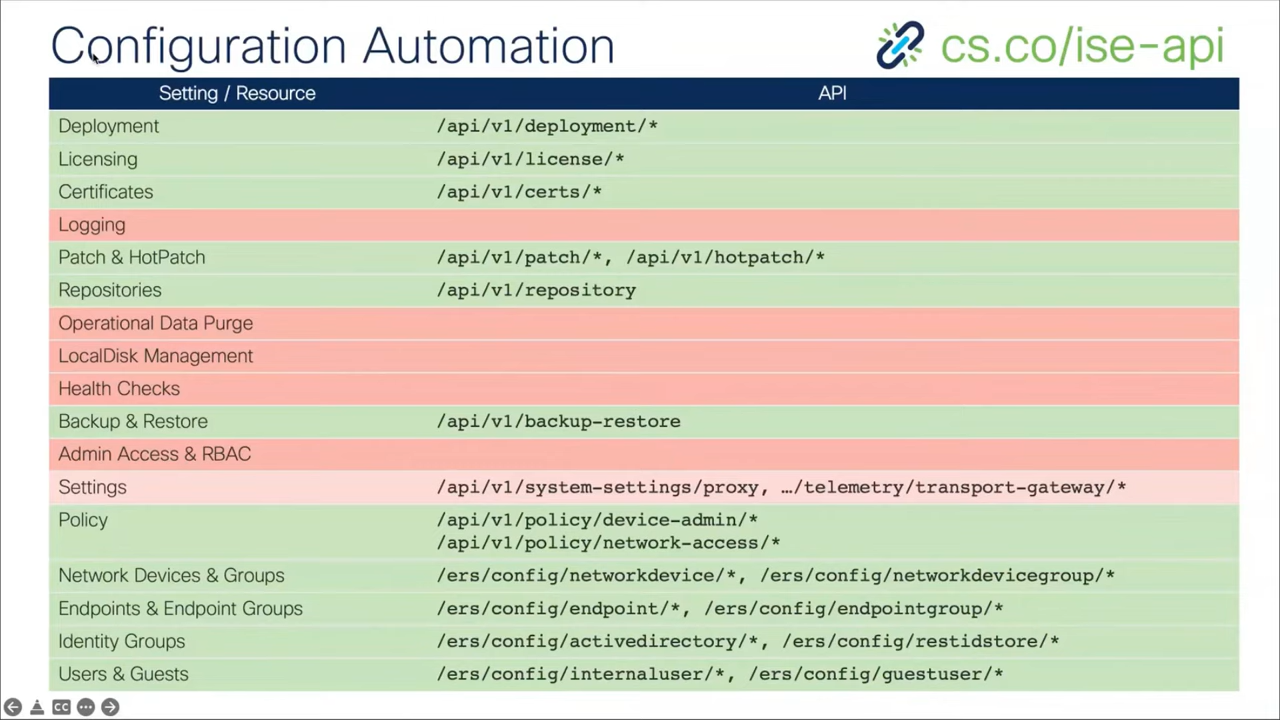 Configuration Automation
cs.co/ise-api
Setting / Resource API
Deployment /api/v1/deployment/*
Licensing /api/v1/license/*
Certificates /api/v1/certs/*
Logging
Patch & HotPatch /api/v1/patch/*, /api/v1/hotpatch/*
Repositories /api/v1/repository
Operational Data Purge
LocalDisk Management
Health Checks
Backup & Restore /api/v1/backup-restore
Admin Access & RBAC
Settings /api/v1/system-settings/proxy, …/telemetry/transport-gateway/*
Policy /api/v1/policy/device-admin/*
/api/v1/policy/network-access/*
Network Devices & Groups /ers/config/networkdevice/*, /ers/config/networkdevicegroup/*
Endpoints & Endpoint Groups /ers/config/endpoint/*, /ers/config/endpointgroup/*
Identity Groups /ers/config/activedirectory/*, /ers/config/restidstore/*
Users & Guests /ers/config/internaluser/*, /ers/config/guestuser/*
CC